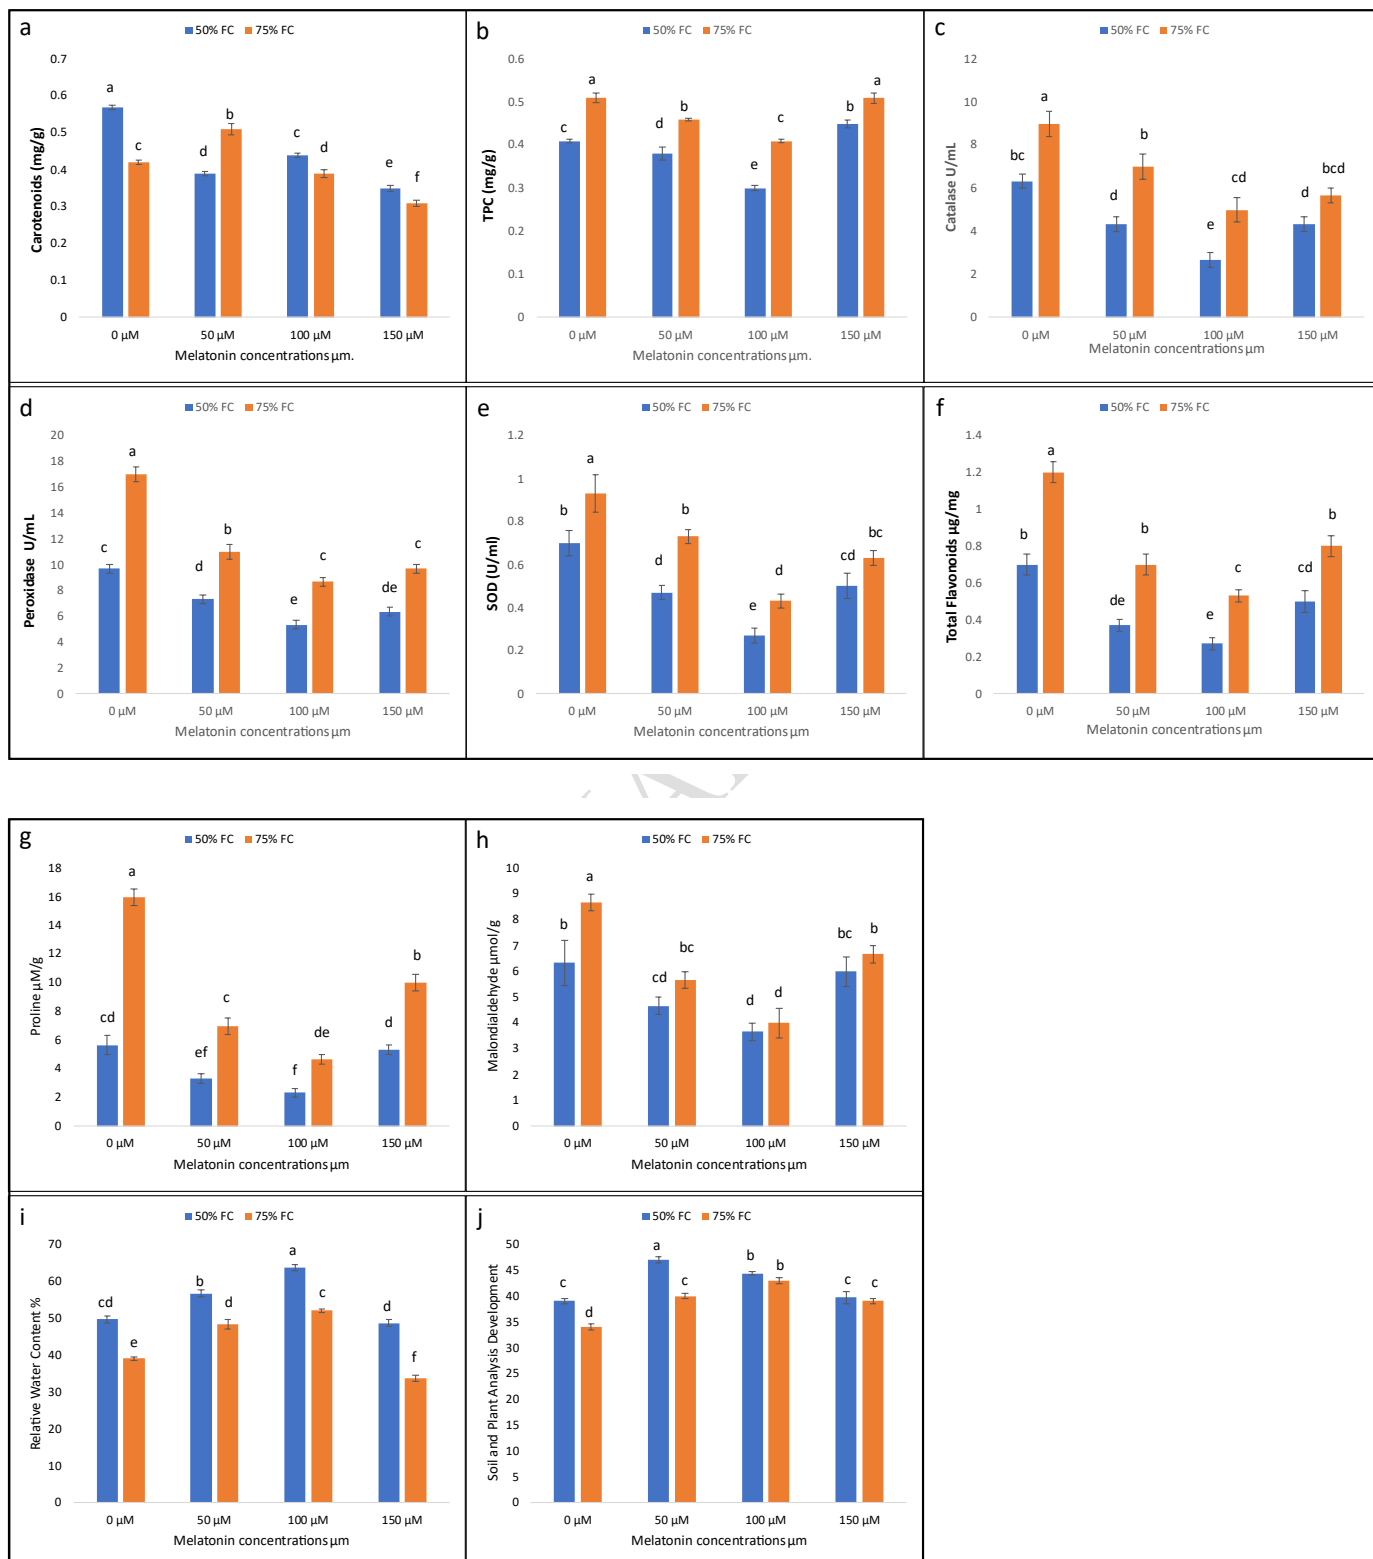 a
50% FC 75% FC
Carotenoids (mg/g)
0.7
0.6
0.5
0.4
0.3
0.2
0.1
0
a c d b c d e f
0 µM 50 µM 100 µM 150 µM
Melatonin concentrations µm.
b
50% FC 75% FC
TPC (mg/g)
0.6
0.5
0.4
0.3
0.2
0.1
0
c a d b e c b a
0 µM 50 µM 100 µM 150 µM
Melatonin concentrations µm.
c
50% FC 75% FC
Catalase U/mL
12
10
8
6
4
2
0
bc a d b e cd d bcd
0 µM 50 µM 100 µM 150 µM
Melatonin concentrations µm
d
50% FC 75% FC
Peroxidase U/mL
20
18
16
14
12
10
8
6
4
2
0
c a d b e c de c
0 µM 50 µM 100 µM 150 µM
Melatonin concentrations µm
e
50% FC 75% FC
SOD (U/ml)
1.2
1
0.8
0.6
0.4
0.2
0
b a d b e d cd bc
0 µM 50 µM 100 µM 150 µM
Melatonin concentrations µm
f
50% FC 75% FC
Total Flavonoids µg/mg
1.4
1.2
1
0.8
0.6
0.4
0.2
0
b a de b e c cd b
0 µM 50 µM 100 µM 150 µM
Melatonin concentrations µm
g
50% FC 75% FC
Proline µM/g
18
16
14
12
10
8
6
4
2
0
cd a ef c f de d b
0 µM 50 µM 100 µM 150 µM
Melatonin concentrations µm
h
50% FC 75% FC
Malondialdehyde µmol/g
10
9
8
7
6
5
4
3
2
1
0
b a cd bc d d bc b
0 µM 50 µM 100 µM 150 µM
Melatonin concentrations µm
i
50% FC 75% FC
Relative Water Content %
70
60
50
40
30
20
10
0
cd e b d a c d f
0 µM 50 µM 100 µM 150 µM
Melatonin concentrations µm
j
50% FC 75% FC
Soil and Plant Analysis Development
50
45
40
35
30
25
20
15
10
5
0
c d a c b b c c
0 µM 50 µM 100 µM 150 µM
Melatonin concentrations µm